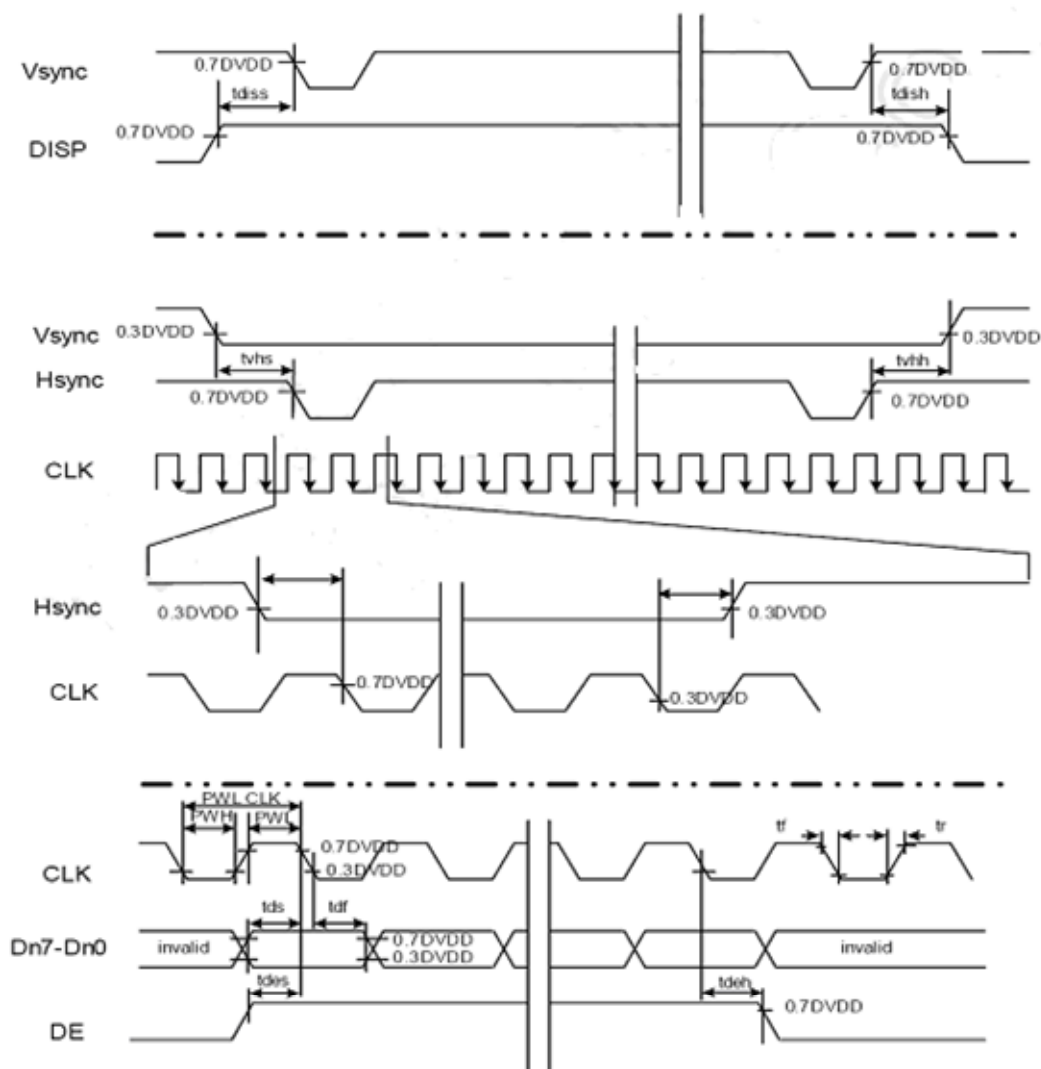 Vsync
0.7DVDD
0.7DVDD
tdiss
tdish
DISP
0.7DVDD
0.7DVDD
Vsync
0.3DVDD
0.3DVDD
tvhs
tvhh
Hsync
0.7DVDD
0.7DVDD
CLK
Hsync
0.3DVDD
0.3DVDD
CLK
0.7DVDD
0.3DVDD
PWL CLK
PWH
PWL
tf
tr
CLK
0.7DVDD
0.3DVDD
tds
tdf
Dn7-Dn0
invalid
0.7DVDD
0.3DVDD
invalid
tdes
tdeh
DE
0.7DVDD